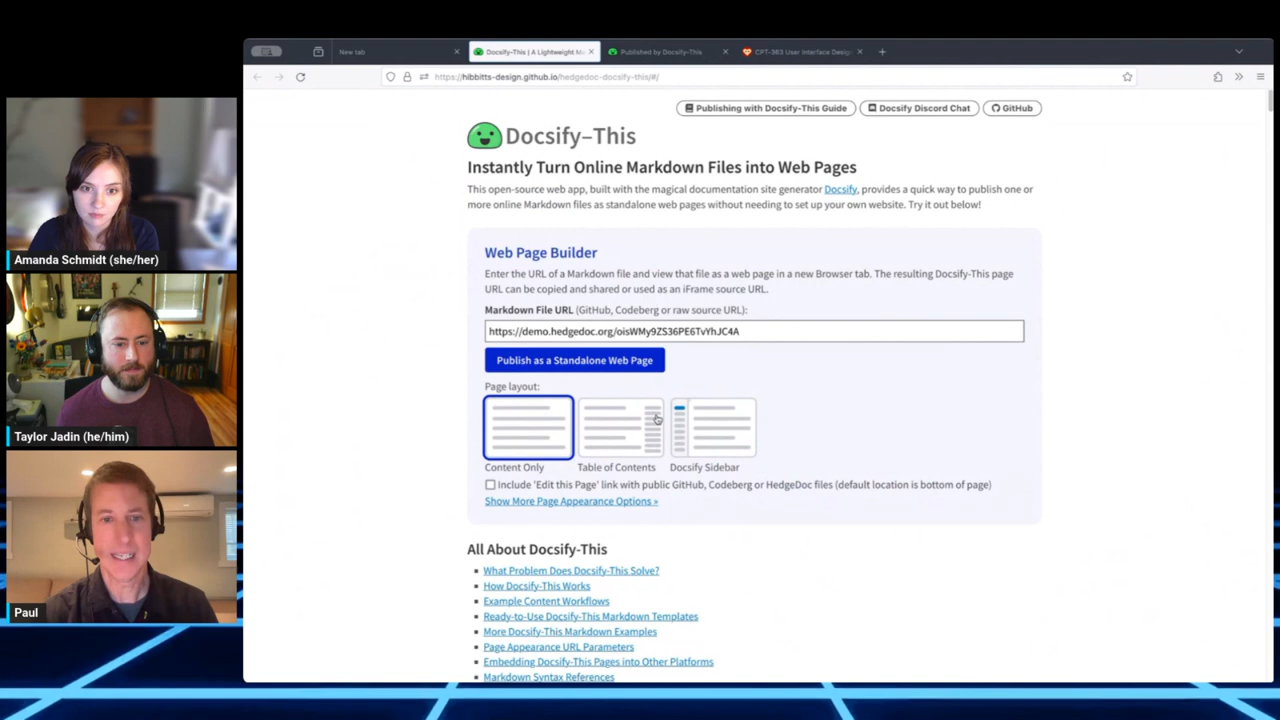 New tab
Docsify-This | A Lightweight Ma
Published by Docsify-This
CPT-363 User Interface Desig
https://hibbitts-design.github.io/hedgedoc-docsify-this/#/
Publishing with Docsify-This Guide
Docsify Discord Chat
GitHub
Docsify–This
Instantly Turn Online Markdown Files into Web Pages
This open-source web app, built with the magical documentation site generator Docsify, provides a quick way to publish one or
more online Markdown files as standalone web pages without needing to set up your own website. Try it out below!
Web Page Builder
Enter the URL of a Markdown file and view that file as a web page in a new Browser tab. The resulting Docsify-This page
URL can be copied and shared or used as an iFrame source URL.
Markdown File URL (GitHub, Codeberg or raw source URL):
https://demo.hedgedoc.org/oisWMy9ZS36PE6TvYhJC4A
Publish as a Standalone Web Page
Page layout:
Content Only
Table of Contents
Docsify Sidebar
Include 'Edit this Page' link with public GitHub, Codeberg or HedgeDoc files (default location is bottom of page)
Show More Page Appearance Options »
All About Docsify-This
What Problem Does Docsify-This Solve?
How Docsify-This Works
Example Content Workflows
Ready-to-Use Docsify-This Markdown Templates
More Docsify-This Markdown Examples
Page Appearance URL Parameters
Embedding Docsify-This Pages into Other Platforms
Markdown Syntax References
Amanda Schmidt (she/her)
Taylor Jadin (he/him)
Paul